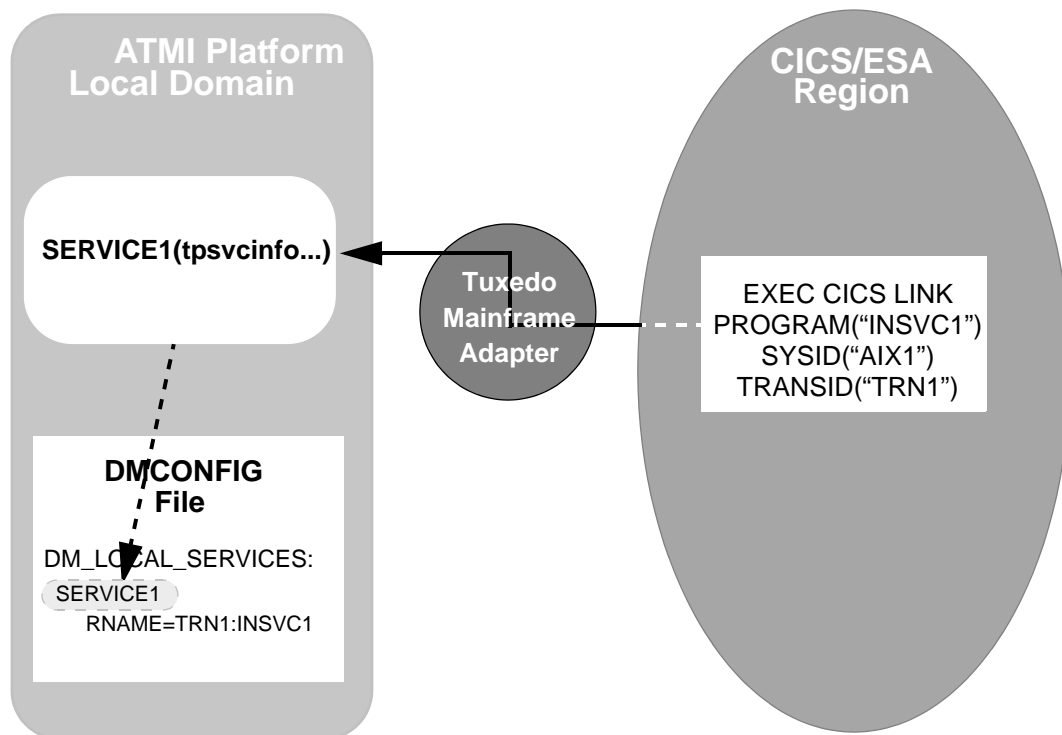 ATMI Platform
Local Domain
SERVICE1(tpsvcinfo...)
DMCONFIG
File
DM_LOCAL_SERVICES:
SERVICE1
RNAME=TRN1:INSVC1
Tuxedo
Mainframe
Adapter
CICS/ESA
Region
EXEC CICS LINK
PROGRAM(“INSVC1”)
SYSID(“AIX1”)
TRANSID(“TRN1”)